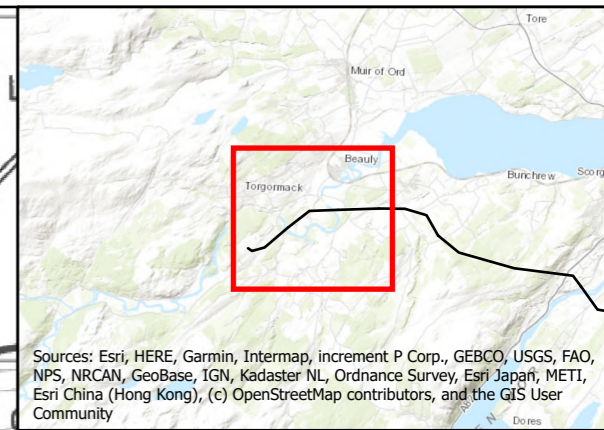 Tore
Muir of Ord
Beauly
Torgormack
Bunchrew
Scorg
Sources: Esri, HERE, Garmin, Intermap, increment P Corp., GEBCO, USGS, FAO,
NPS, NRCAN, GeoBase, IGN, Kadaster NL, Ordnance Survey, Esri Japan, METI,
Esri China (Hong Kong), (c) OpenStreetMap contributors, and the GIS User
Community
Dores